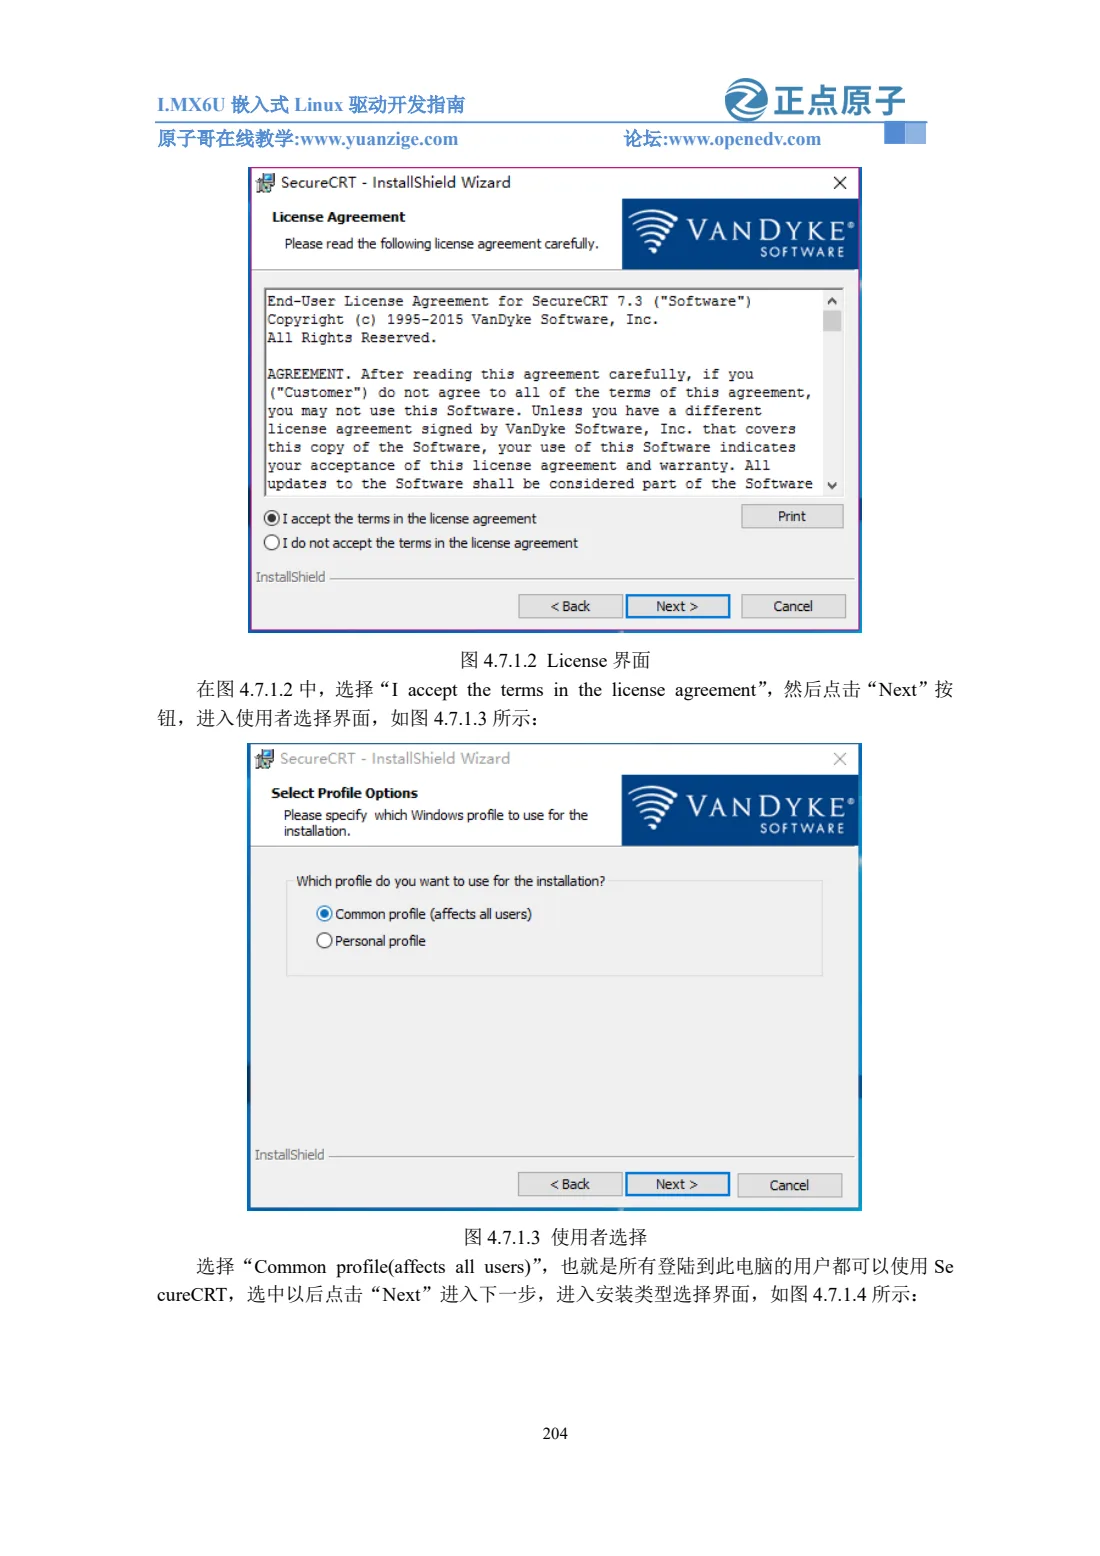 I.MX6U 嵌入式 Linux 驱动开发指南
正点原子
原子哥在线教学:www.yuanzige.com 论坛:www.openedv.com
SecureCRT - InstallShield Wizard
License Agreement
Please read the following license agreement carefully.
VANDYKE®
SOFTWARE
End-User License Agreement for SecureCRT 7.3 ("Software")
Copyright (c) 1995-2015 VanDyke Software, Inc.
All Rights Reserved.
AGREEMENT. After reading this agreement carefully, if you
("Customer") do not agree to all of the terms of this agreement,
you may not use this Software. Unless you have a different
license agreement signed by VanDyke Software, Inc. that covers
this copy of the Software, your use of this Software indicates
your acceptance of this license agreement and warranty. All
updates to the Software shall be considered part of the Software
I accept the terms in the license agreement
Print
I do not accept the terms in the license agreement
InstallShield
< Back Next > Cancel
图 4.7.1.2 License 界面
在图 4.7.1.2 中，选择“I accept the terms in the license agreement”，然后点击“Next”按
钮，进入使用者选择界面，如图 4.7.1.3 所示：
SecureCRT - InstallShield Wizard
Select Profile Options
Please specify which Windows profile to use for the
installation.
VANDYKE®
SOFTWARE
Which profile do you want to use for the installation?
Common profile (affects all users)
Personal profile
InstallShield
< Back Next > Cancel
图 4.7.1.3 使用者选择
选择“Common profile(affects all users)”，也就是所有登陆到此电脑的用户都可以使用 Se
cureCRT，选中以后点击“Next”进入下一步，进入安装类型选择界面，如图 4.7.1.4 所示：
204